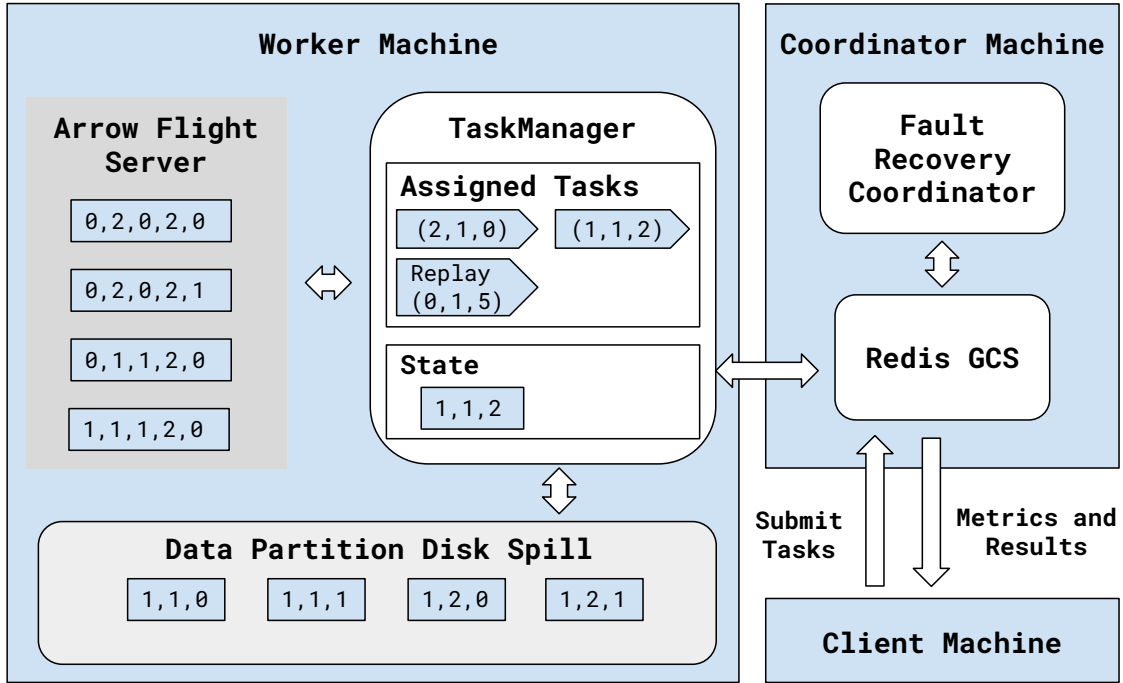 Worker Machine
Arrow Flight
Server
0,2,0,2,0
0,2,0,2,1
0,1,1,2,0
1,1,1,2,0
TaskManager
Assigned Tasks
(2,1,0)
(1,1,2)
Replay
(0,1,5)
State
1,1,2
Data Partition Disk Spill
1,1,0
1,1,1
1,2,0
1,2,1
Coordinator Machine
Fault
Recovery
Coordinator
Redis GCS
Submit
Tasks
Metrics and
Results
Client Machine